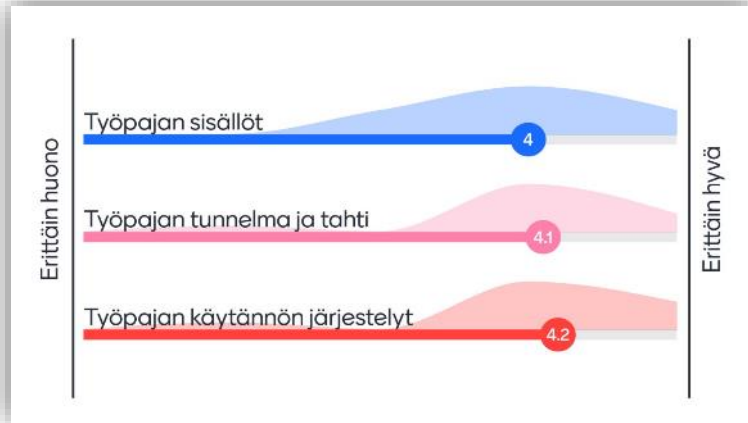 Erittäin huono
Työpajan sisällöt
4
Työpajan tunnelma ja tahti
4.1
Työpajan käytännön järjestelyt
4.2
Erittäin hyvä